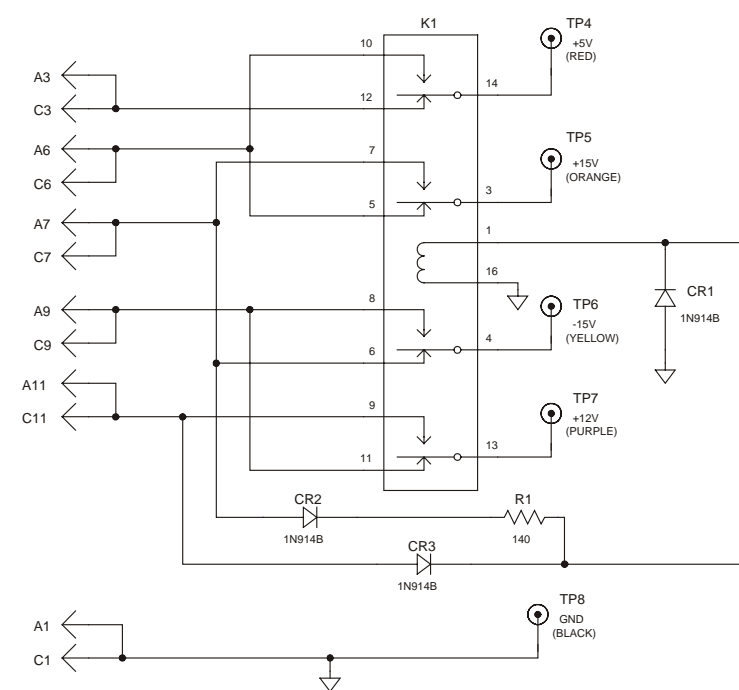 K1
TP4
+5V
(RED)
10
A3
14
12
C3
TP5
+15V
(ORANGE)
A6
7
C6
3
5
A7
1
C7
16
CR1
1N914B
8
TP6
-15V
(YELLOW)
A9
4
C9
6
A11
9
TP7
+12V
(PURPLE)
C11
13
11
CR2
1N914B
R1
140
CR3
1N914B
TP8
GND
(BLACK)
A1
C1